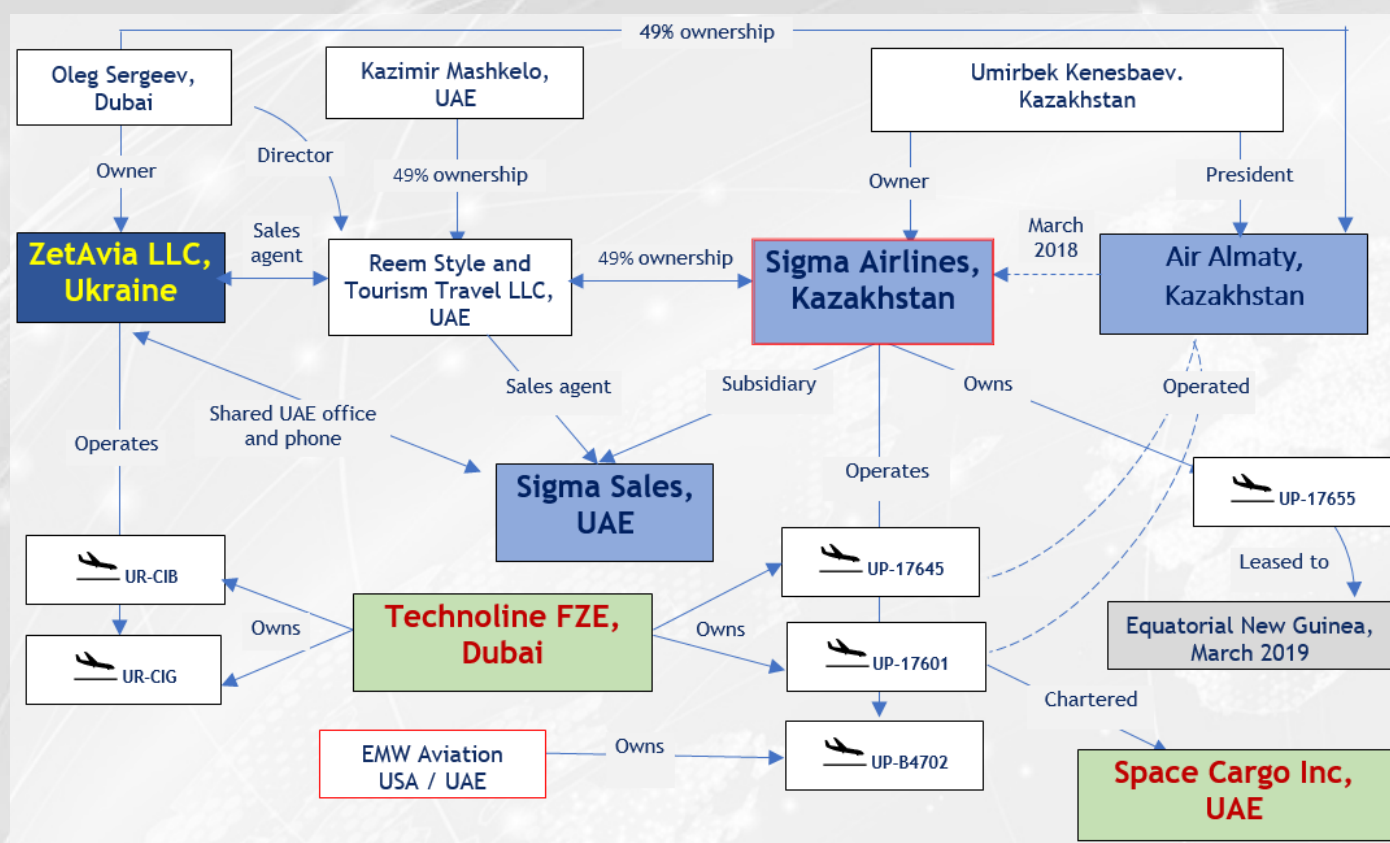 49% ownership
Oleg Sergeev,
Dubai
Kazimir Mashkelo,
UAE
Umirbek Kenesbaev.
Kazakhstan
Owner
Director
49% ownership
Owner
President
ZetAvia LLC,
Ukraine
Sales
agent
Reem Style and
Tourism Travel LLC,
UAE
49% ownership
Sigma Airlines,
Kazakhstan
March
2018
Air Almaty,
Kazakhstan
Operates
Shared UAE office
and phone
Sales agent
Subsidiary
Operates
Owns
Operated
Sigma Sales,
UAE
UP-17655
Leased to
Equatorial New Guinea,
March 2019
UR-CIB
UR-CIG
Owns
Technoline FZE,
Dubai
Owns
UP-17645
UP-17601
Chartered
EMW Aviation
USA / UAE
Owns
UP-B4702
Space Cargo Inc,
UAE